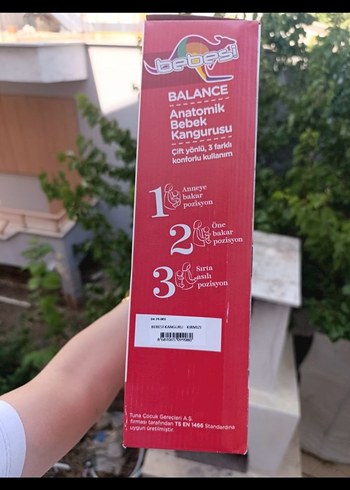 bebesi
BALANCE
Anatomik
Bebek
Kangurusu
Çift yönlü, 3 farklı
konforlu kullanım
1 Anneye
bakar
pozisyon
2 Öne
bakar
pozisyon
3 Sırta
asılı
pozisyon
BEBESI KANGURU - KIRMIZI
Tuna Çocuk Gereçleri A.Ş.
firması tarafından TS EN 1466 Standardına
uygun üretilmiştir.